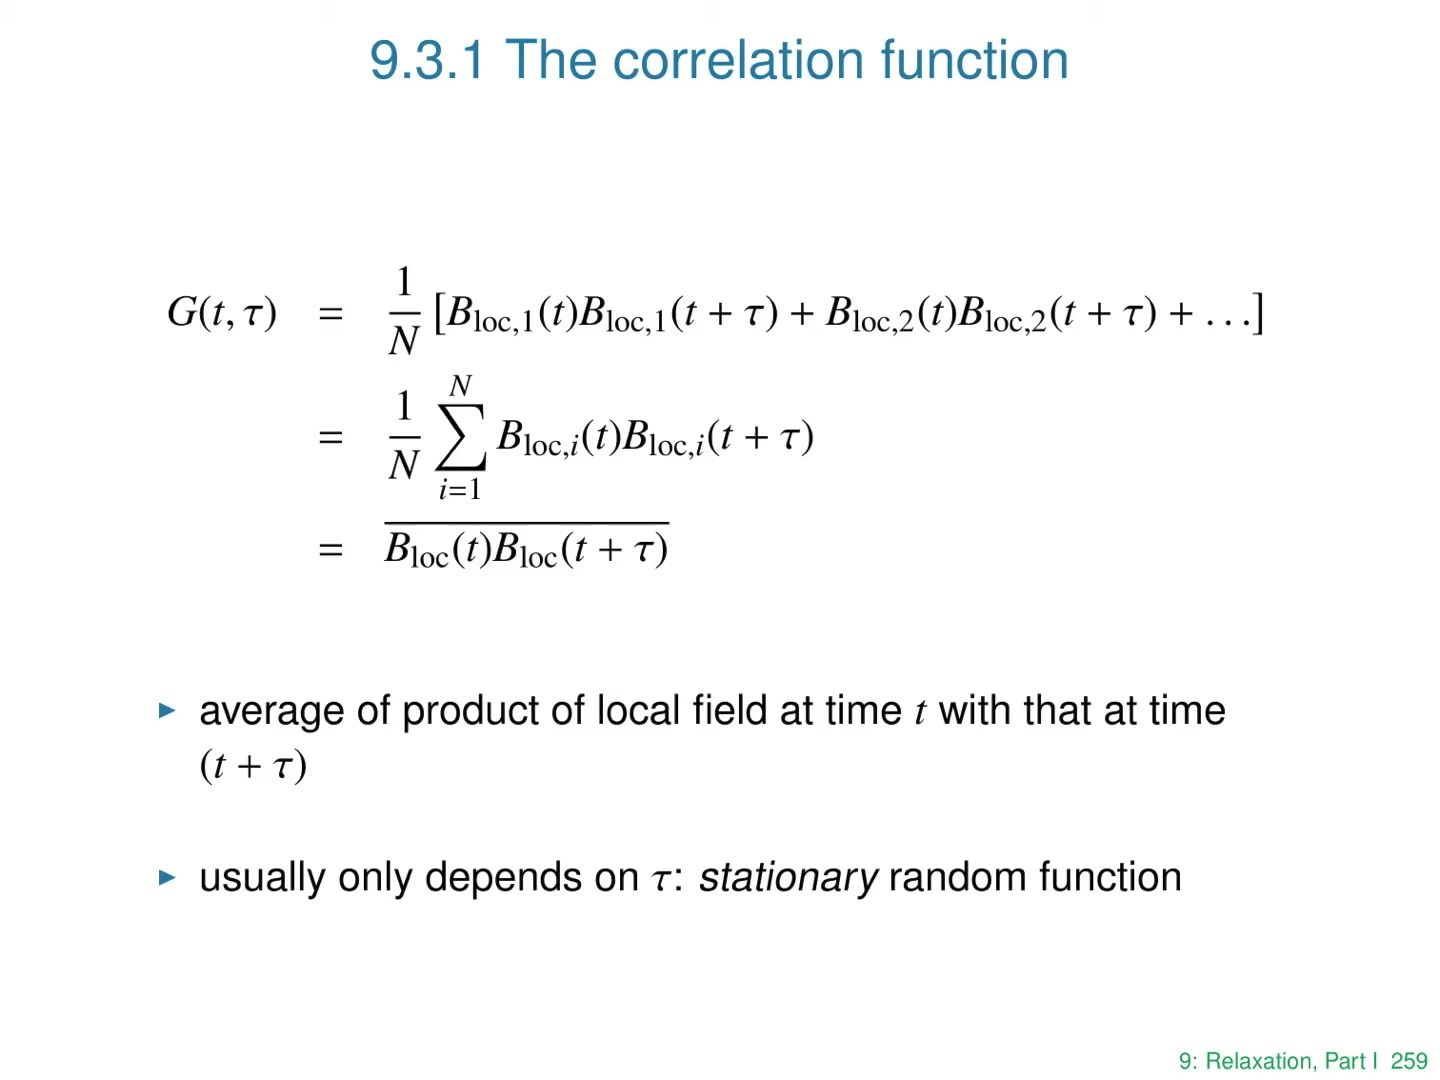 9.3.1 The correlation function
G(t, τ) = 1/N [B_loc,1(t)B_loc,1(t + τ) + B_loc,2(t)B_loc,2(t + τ) + . . .]
= 1/N ∑_{i=1}^{N} B_loc,i(t)B_loc,i(t + τ)
= \overline{B_loc(t)B_loc(t + τ)}
▶ average of product of local field at time t with that at time
(t + τ)
▶ usually only depends on τ: stationary random function
9: Relaxation, Part I 259